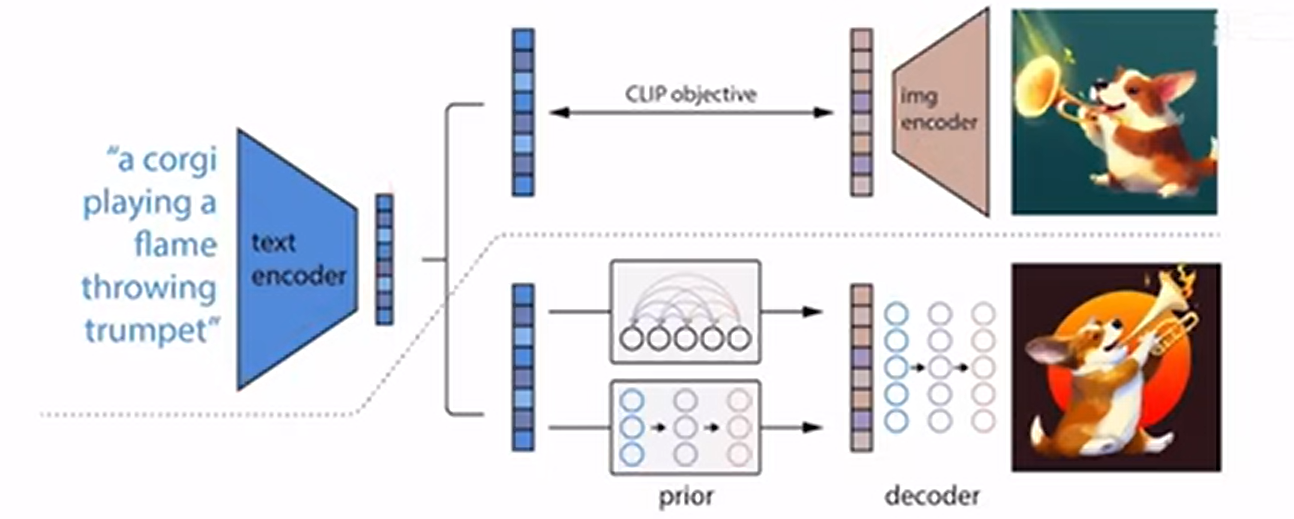 "a corgi
playing a
flame
throwing
trumpet"
text
encoder
CLIP objective
img
encoder
prior
decoder